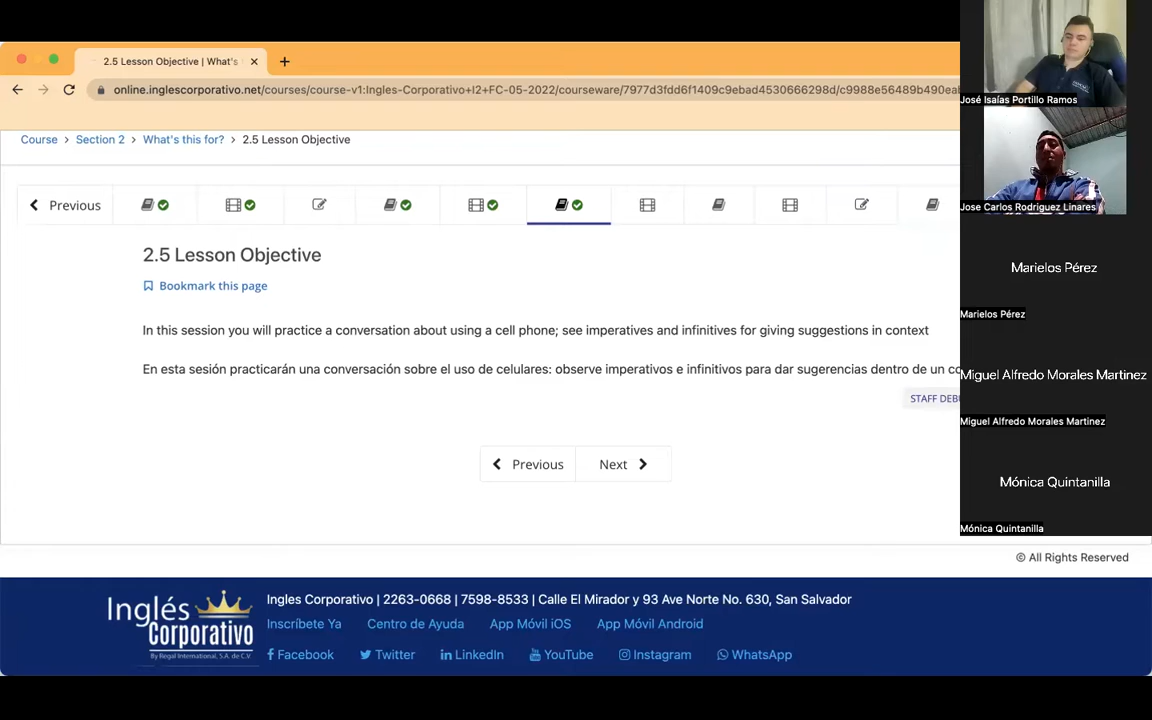 2.5 Lesson Objective | What's
online.inglescorporativo.net/courses/course-v1:Ingles-Corporativo+I2+FC-05-2022/courseware/7977d3fdd6f1409c9ebad4530666298d/c9988e56489b490eab
Course > Section 2 > What's this for? > 2.5 Lesson Objective
Previous
2.5 Lesson Objective
Bookmark this page
In this session you will practice a conversation about using a cell phone; see imperatives and infinitives for giving suggestions in context
En esta sesión practicarán una conversación sobre el uso de celulares: observe imperativos e infinitivos para dar sugerencias dentro de un co
STAFF DEB
Previous Next
© All Rights Reserved
Inglés Corporativo
By Regal International, S.A. de C.V.
Ingles Corporativo | 2263-0668 | 7598-8533 | Calle El Mirador y 93 Ave Norte No. 630, San Salvador
Inscríbete Ya Centro de Ayuda App Móvil iOS App Móvil Android
Facebook Twitter LinkedIn YouTube Instagram WhatsApp
José Isaías Portillo Ramos
Jose Carlos Rodriguez Linares
Marielos Pérez
Marielos Pérez
Miguel Alfredo Morales Martinez
Miguel Alfredo Morales Martinez
Mónica Quintanilla
Mónica Quintanilla